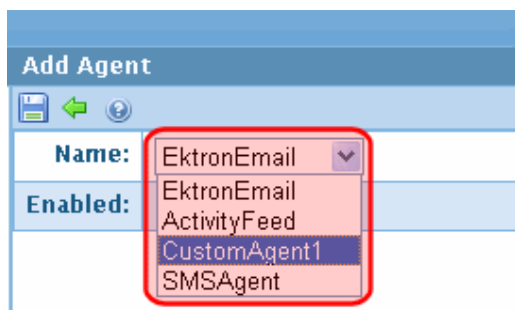 Add Agent
Name: EktronEmail
Enabled:
EktronEmail
ActivityFeed
CustomAgent1
SMSAgent